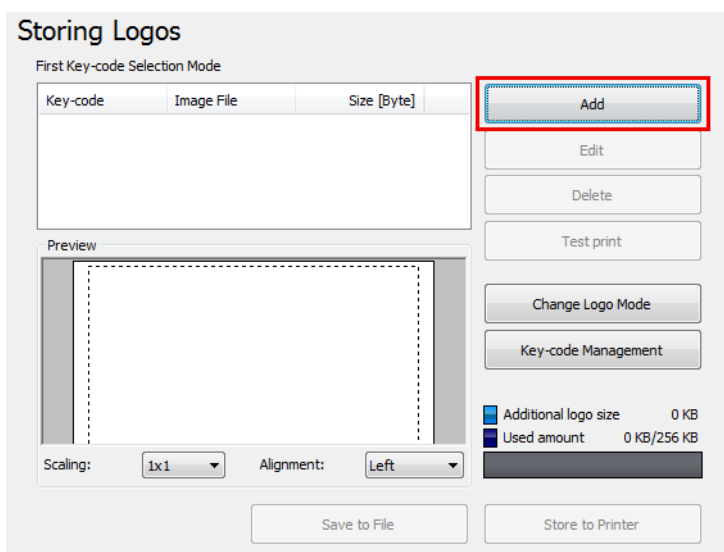 Storing Logos
First Key-code Selection Mode
Key-code Image File Size [Byte]
Add
Edit
Delete
Test print
Preview
Change Logo Mode
Key-code Management
Additional logo size 0 KB
Used amount 0 KB/256 KB
Scaling: 1x1 Alignment: Left
Save to File
Store to Printer